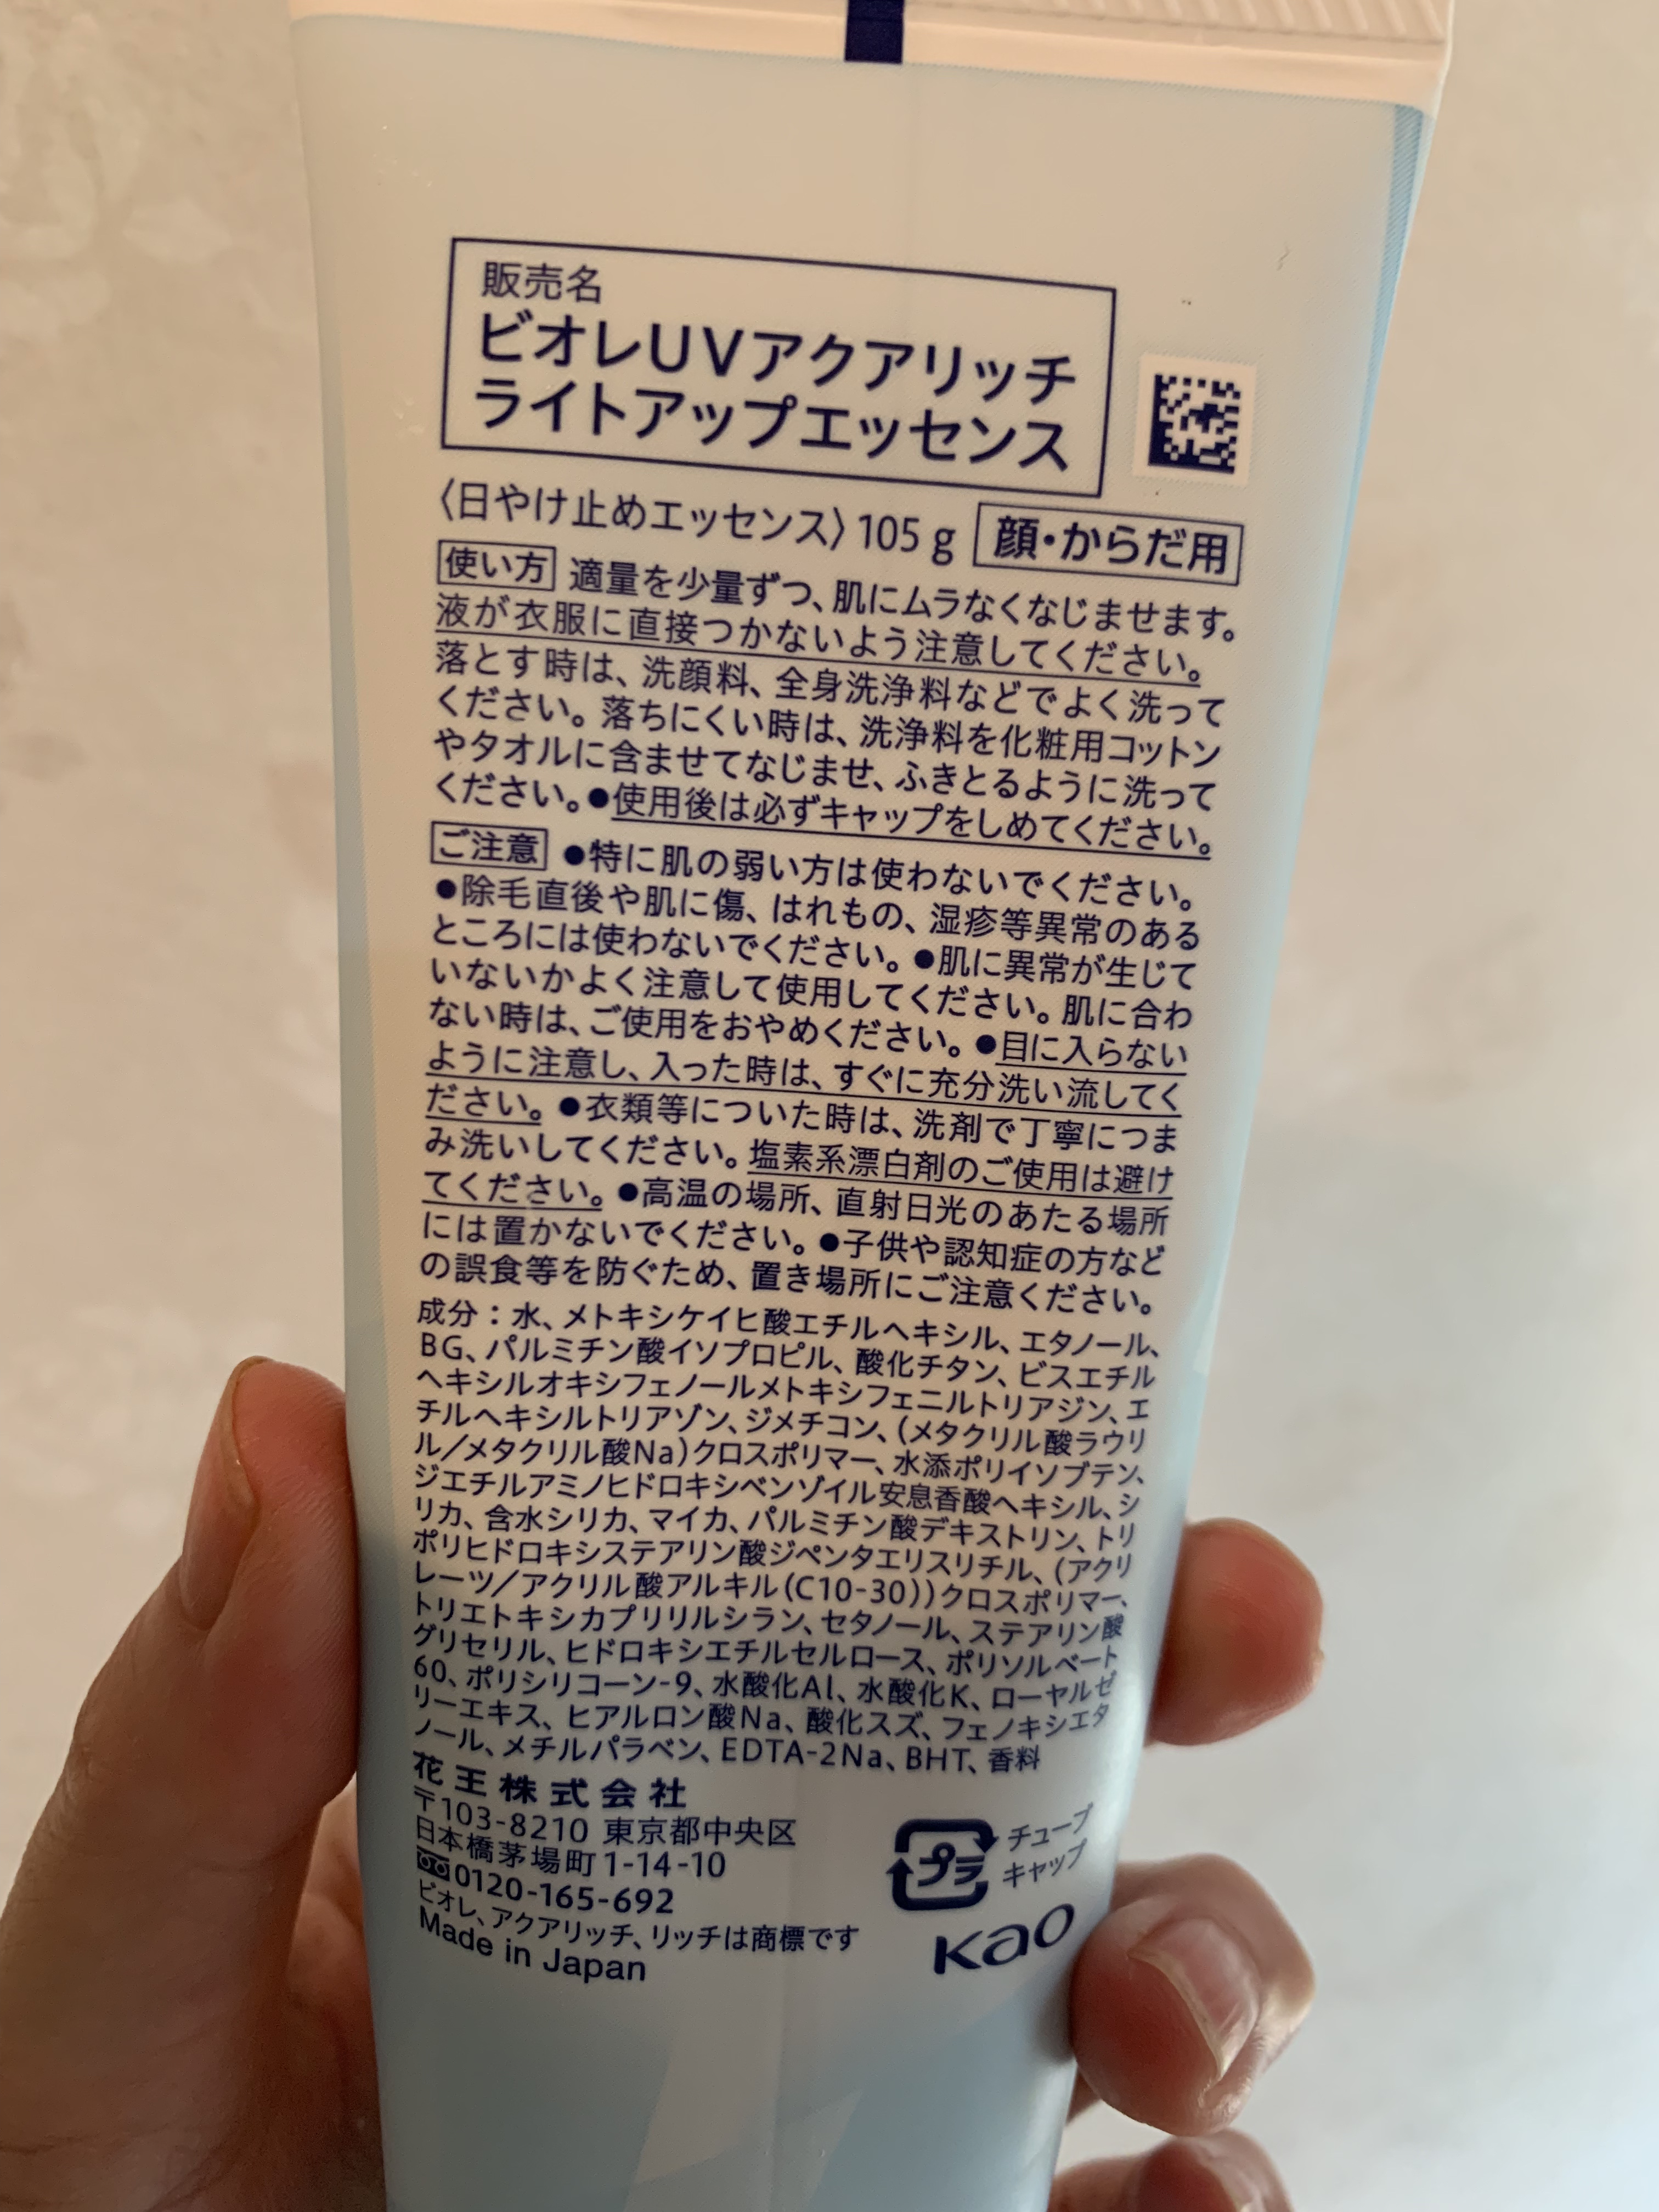 販売名
ビオレUVアクアリッチ
ライトアップエッセンス
〈日やけ止めエッセンス〉105g 顔・からだ用
使い方 適量を少量ずつ、肌にムラなくなじませます。
液が衣服に直接つかないよう注意してください。
落とす時は、洗顔料、全身洗浄料などでよく洗って
ください。落ちにくい時は、洗浄料を化粧用コットン
やタオルに含ませてなじませ、ふきとるように洗って
ください。●使用後は必ずキャップをしめてください。
ご注意 ●特に肌の弱い方は使わないでください。
●除毛直後や肌に傷、はれもの、湿疹等異常のある
ところには使わないでください。●肌に異常が生じて
いないかよく注意して使用してください。肌に合わ
ない時は、ご使用をおやめください。●目に入らない
ように注意し、入った時は、すぐに充分洗い流してく
ださい。●衣類等についた時は、洗剤で丁寧につま
み洗いしてください。塩素系漂白剤のご使用は避け
てください。●高温の場所、直射日光のあたる場所
には置かないでください。●子供や認知症の方など
の誤食等を防ぐため、置き場所にご注意ください。
成分：水、メトキシケイヒ酸エチルヘキシル、エタノール、
BG、パルミチン酸イソプロピル、酸化チタン、ビスエチル
ヘキシルオキシフェノールメトキシフェニルトリアジン、エ
チルヘキシルトリアゾン、ジメチコン、(メタクリル酸ラウリ
ル/メタクリル酸Na)クロスポリマー、水添ポリイソブテン、
ジエチルアミノヒドロキシベンゾイル安息香酸ヘキシル、シ
リカ、含水シリカ、マイカ、パルミチン酸デキストリン、トリ
ポリヒドロキシステアリン酸ジペンタエリスリチル、(アクリ
レーツ/アクリル酸アルキル(C10-30))クロスポリマー、
トリエトキシカプリリルシラン、セタノール、ステアリン酸
グリセリル、ヒドロキシエチルセルロース、ポリソルベート
60、ポリシリコーン-9、水酸化Al、水酸化K、ローヤルゼ
リーエキス、ヒアルロン酸Na、酸化スズ、フェノキシエタ
ノール、メチルパラベン、EDTA-2Na、BHT、香料
花王株式会社
〒103-8210 東京都中央区
日本橋茅場町1-14-10
0120-165-692
ビオレ、アクアリッチ、リッチは商標です
Made in Japan
プラ
チューブ
キャップ
Kao